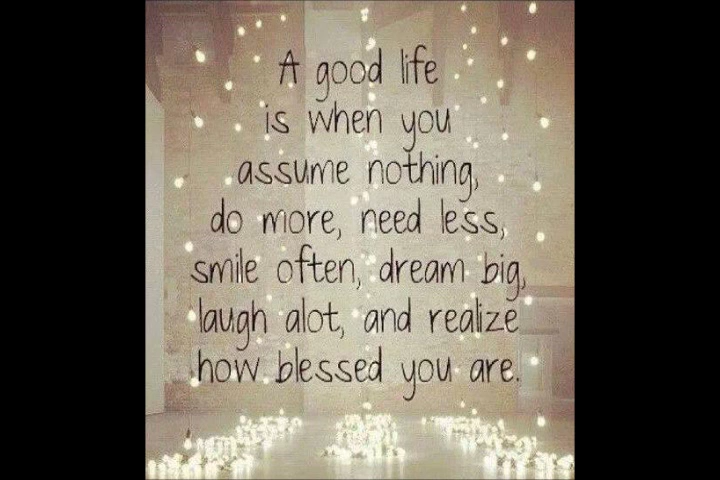 A good life
is when you
assume nothing,
do more, need less,
smile often, dream big,
laugh alot, and realize
how blessed you are.